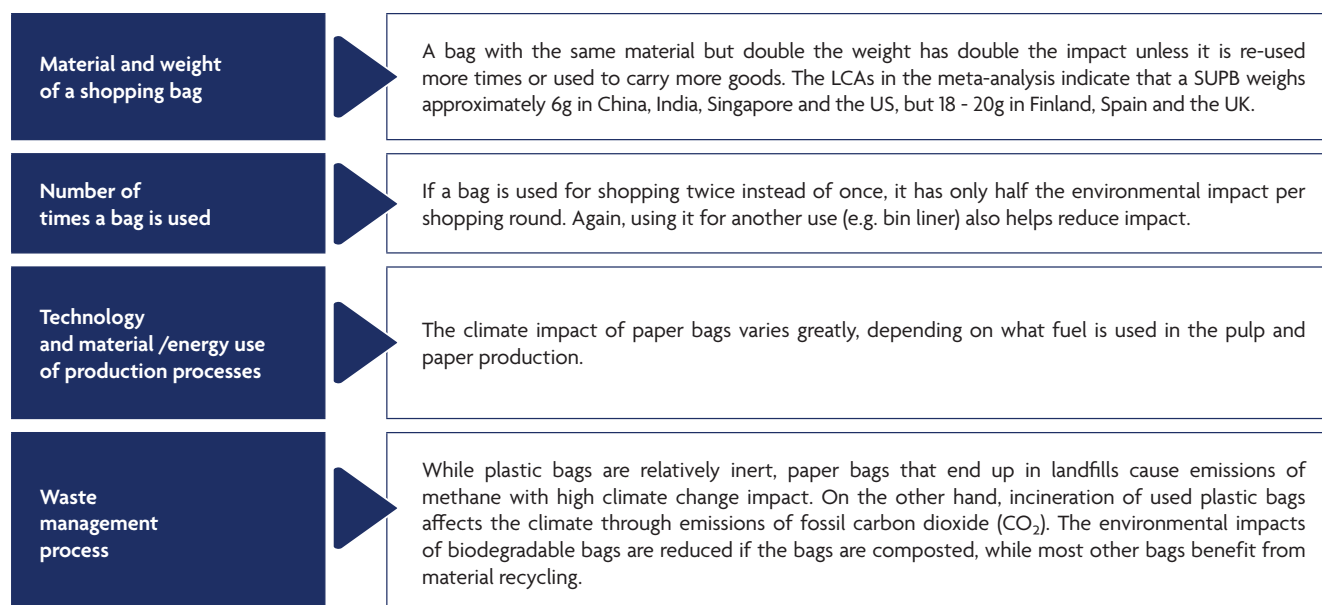 Material and weight
of a shopping bag
A bag with the same material but double the weight has double the impact unless it is re-used
more times or used to carry more goods. The LCAs in the meta-analysis indicate that a SUPB weighs
approximately 6g in China, India, Singapore and the US, but 18 - 20g in Finland, Spain and the UK.
Number of
times a bag is used
If a bag is used for shopping twice instead of once, it has only half the environmental impact per
shopping round. Again, using it for another use (e.g. bin liner) also helps reduce impact.
Technology
and material /energy use
of production processes
The climate impact of paper bags varies greatly, depending on what fuel is used in the pulp and
paper production.
Waste
management
process
While plastic bags are relatively inert, paper bags that end up in landfills cause emissions of
methane with high climate change impact. On the other hand, incineration of used plastic bags
affects the climate through emissions of fossil carbon dioxide (CO₂). The environmental impacts
of biodegradable bags are reduced if the bags are composted, while most other bags benefit from
material recycling.